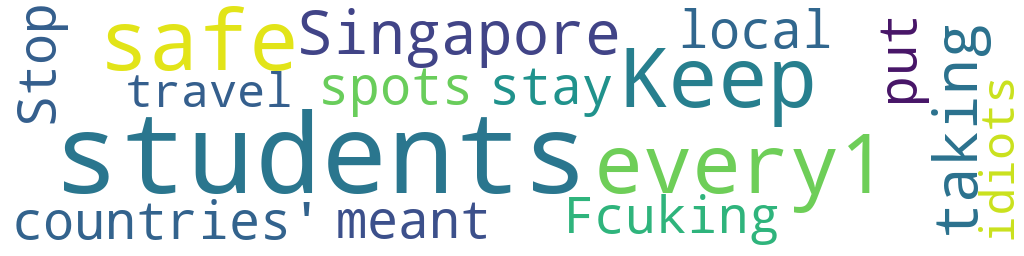 Stop
safe
Singapore
local
put
taking
idiots
travel
spots
stay
Keep
students
every1
countries'
meant
Fcuking